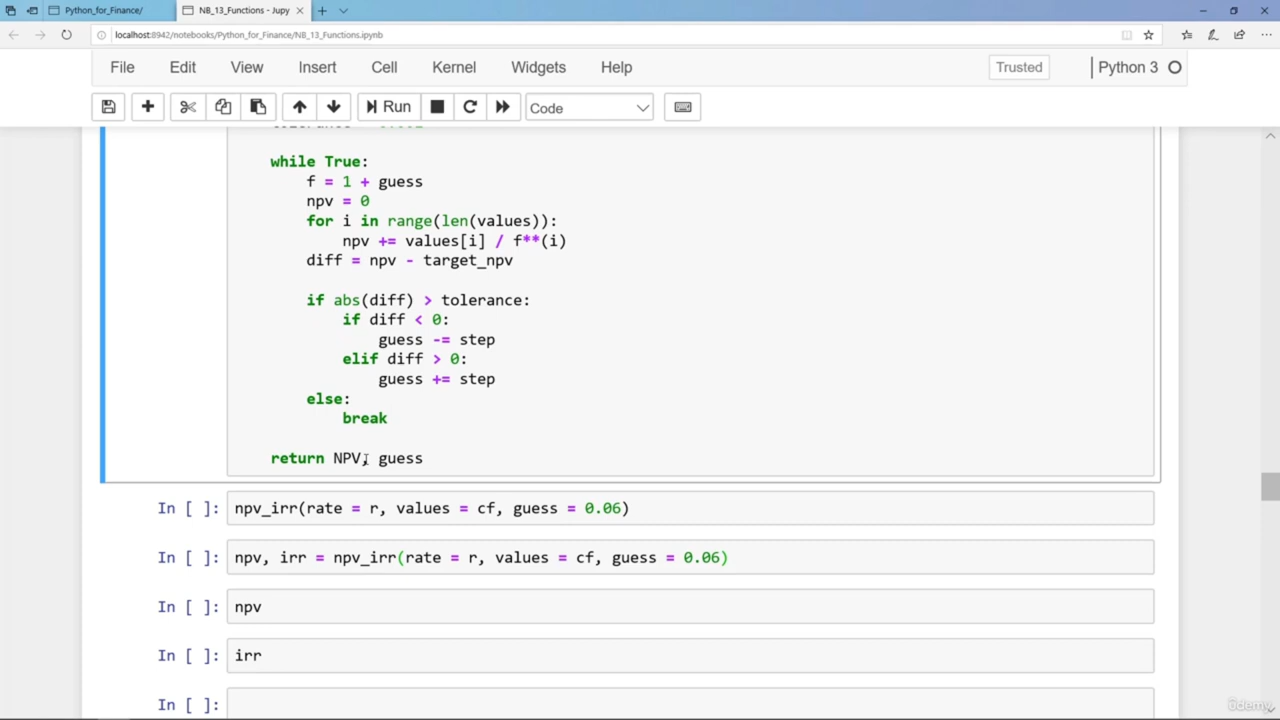 Python_for_Finance/
NB_13_Functions - Jupy
localhost:8942/notebooks/Python_for_Finance/NB_13_Functions.ipynb
File Edit View Insert Cell Kernel Widgets Help Trusted Python 3
Run Code
while True:
f = 1 + guess
npv = 0
for i in range(len(values)):
npv += values[i] / f**(i)
diff = npv - target_npv
if abs(diff) > tolerance:
if diff < 0:
guess -= step
elif diff > 0:
guess += step
else:
break
return NPV, guess
In [ ]: npv_irr(rate = r, values = cf, guess = 0.06)
In [ ]: npv, irr = npv_irr(rate = r, values = cf, guess = 0.06)
In [ ]: npv
In [ ]: irr
In [ ]:
ûdemy